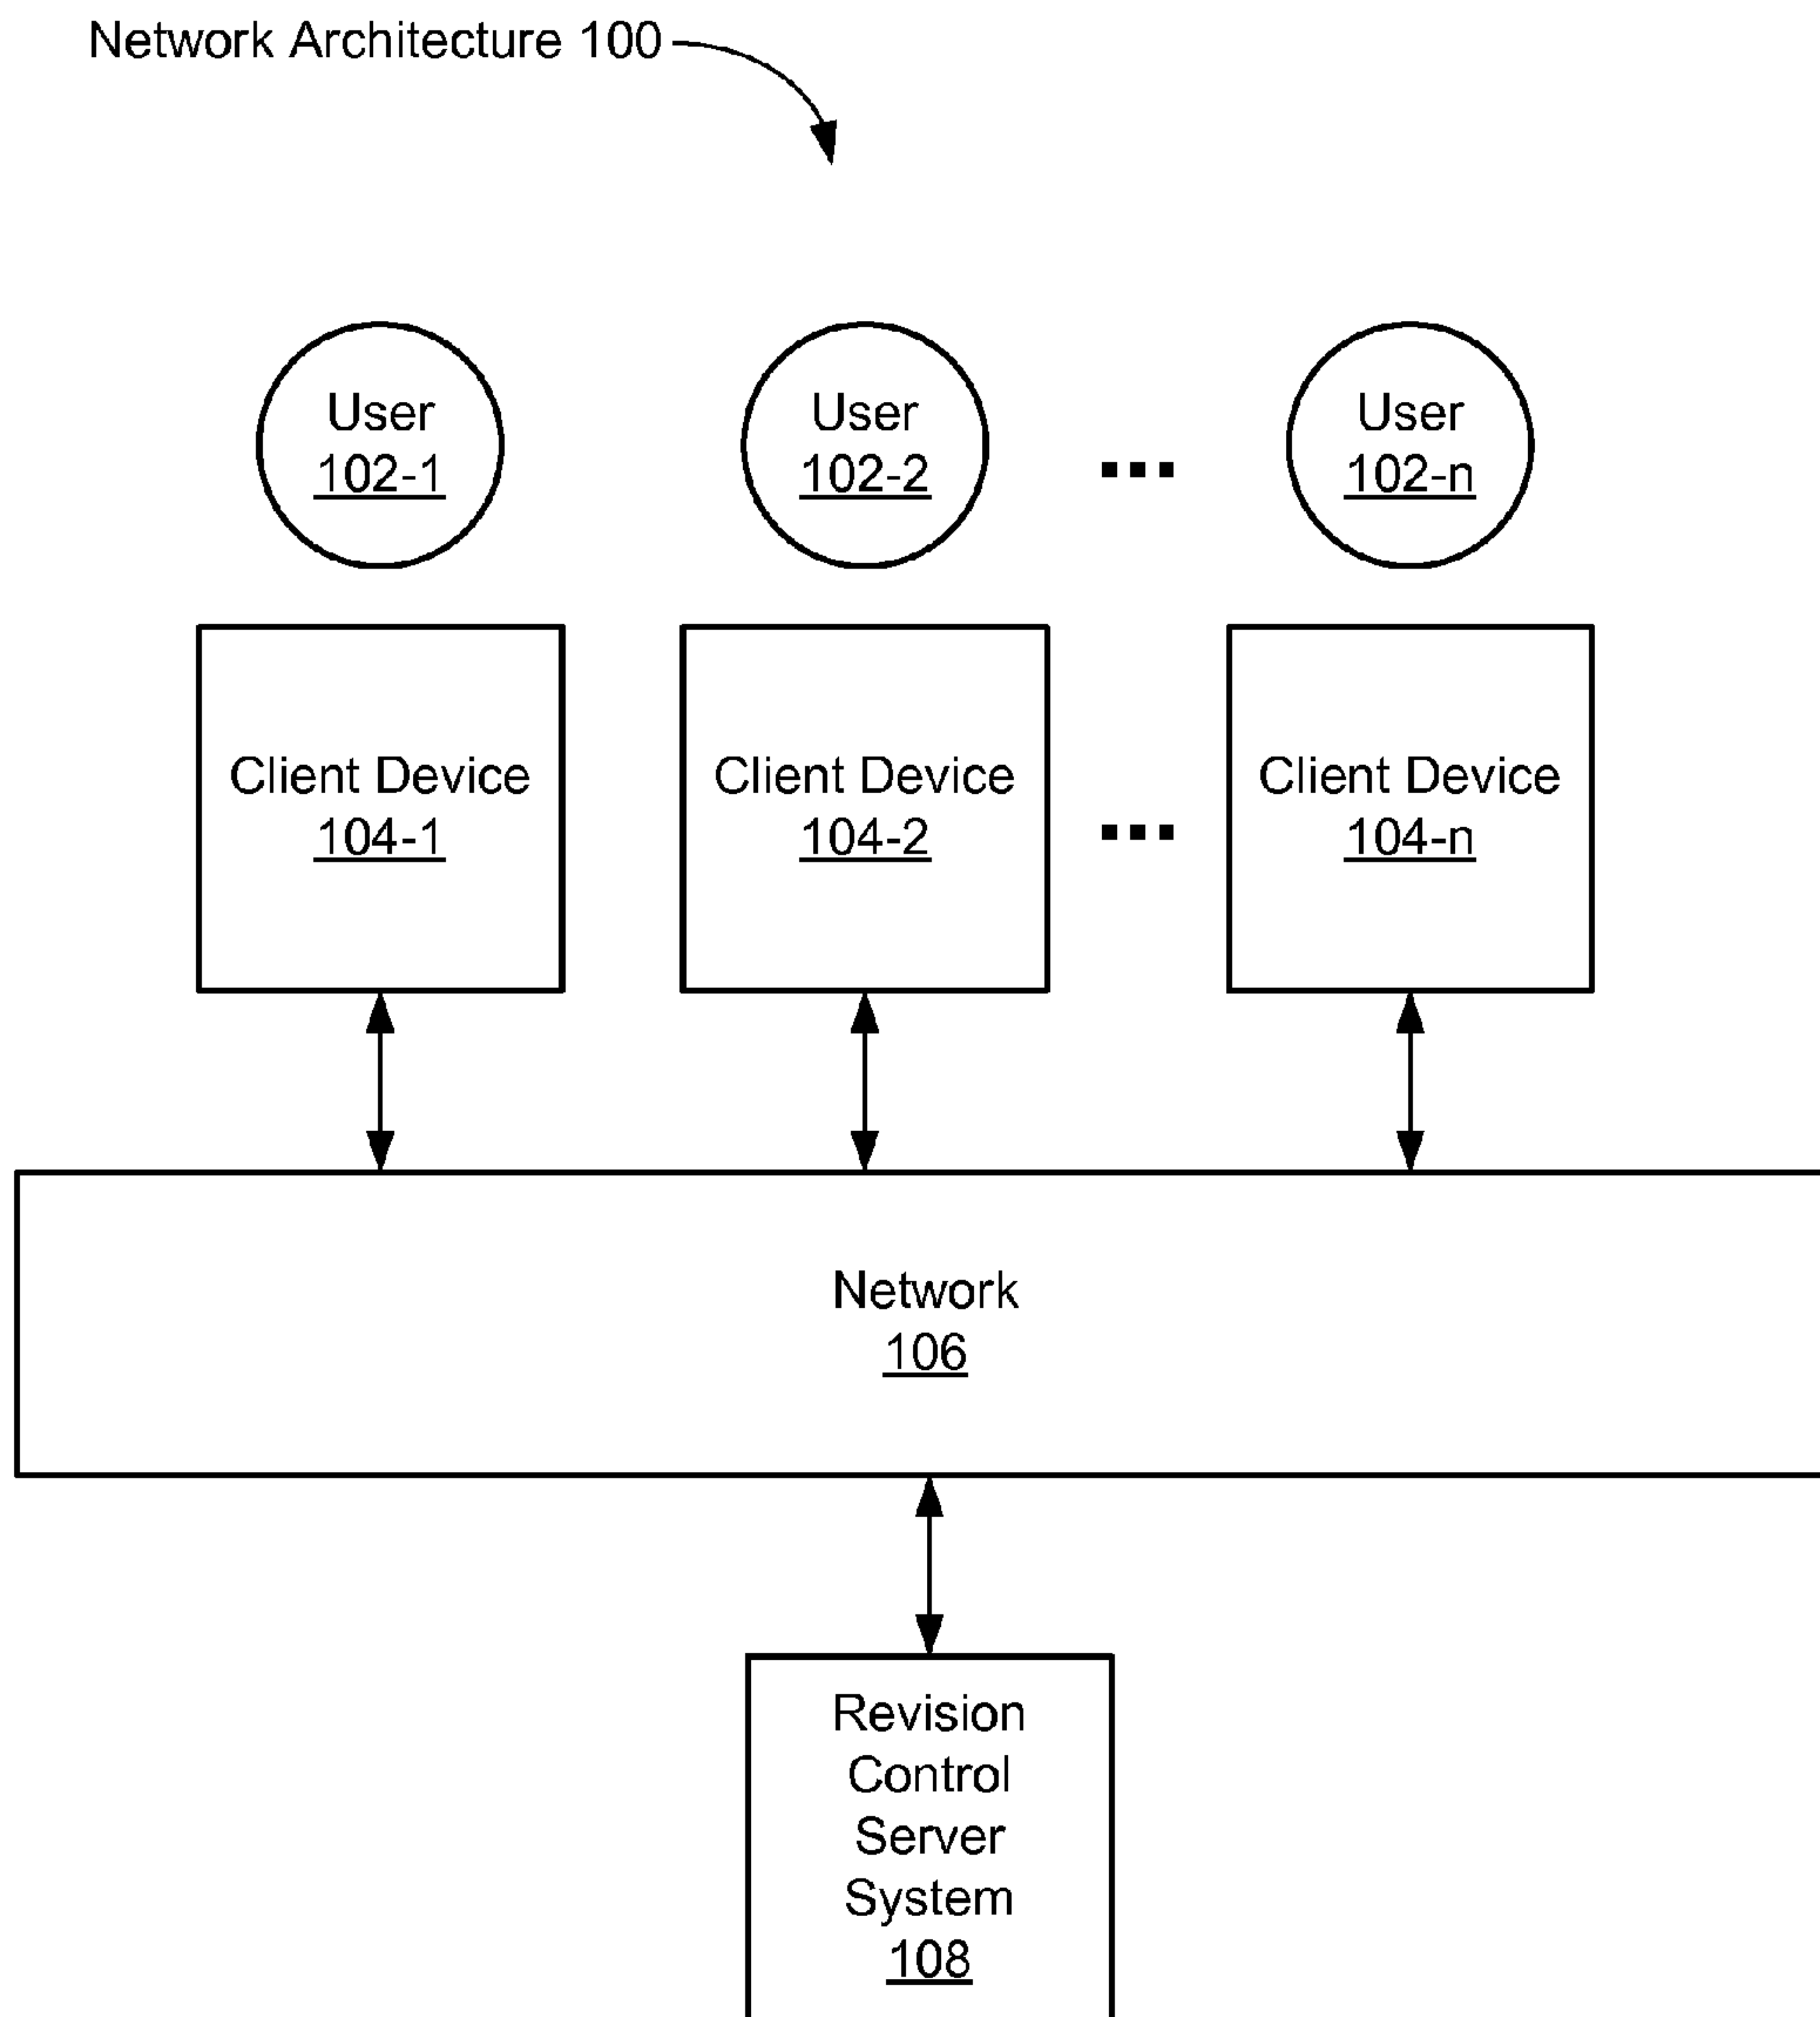 Network Architecture 100
User
102-1
User
102-2
...
User
102-n
Client Device
104-1
Client Device
104-2
...
Client Device
104-n
Network
106
Revision
Control
Server
System
108